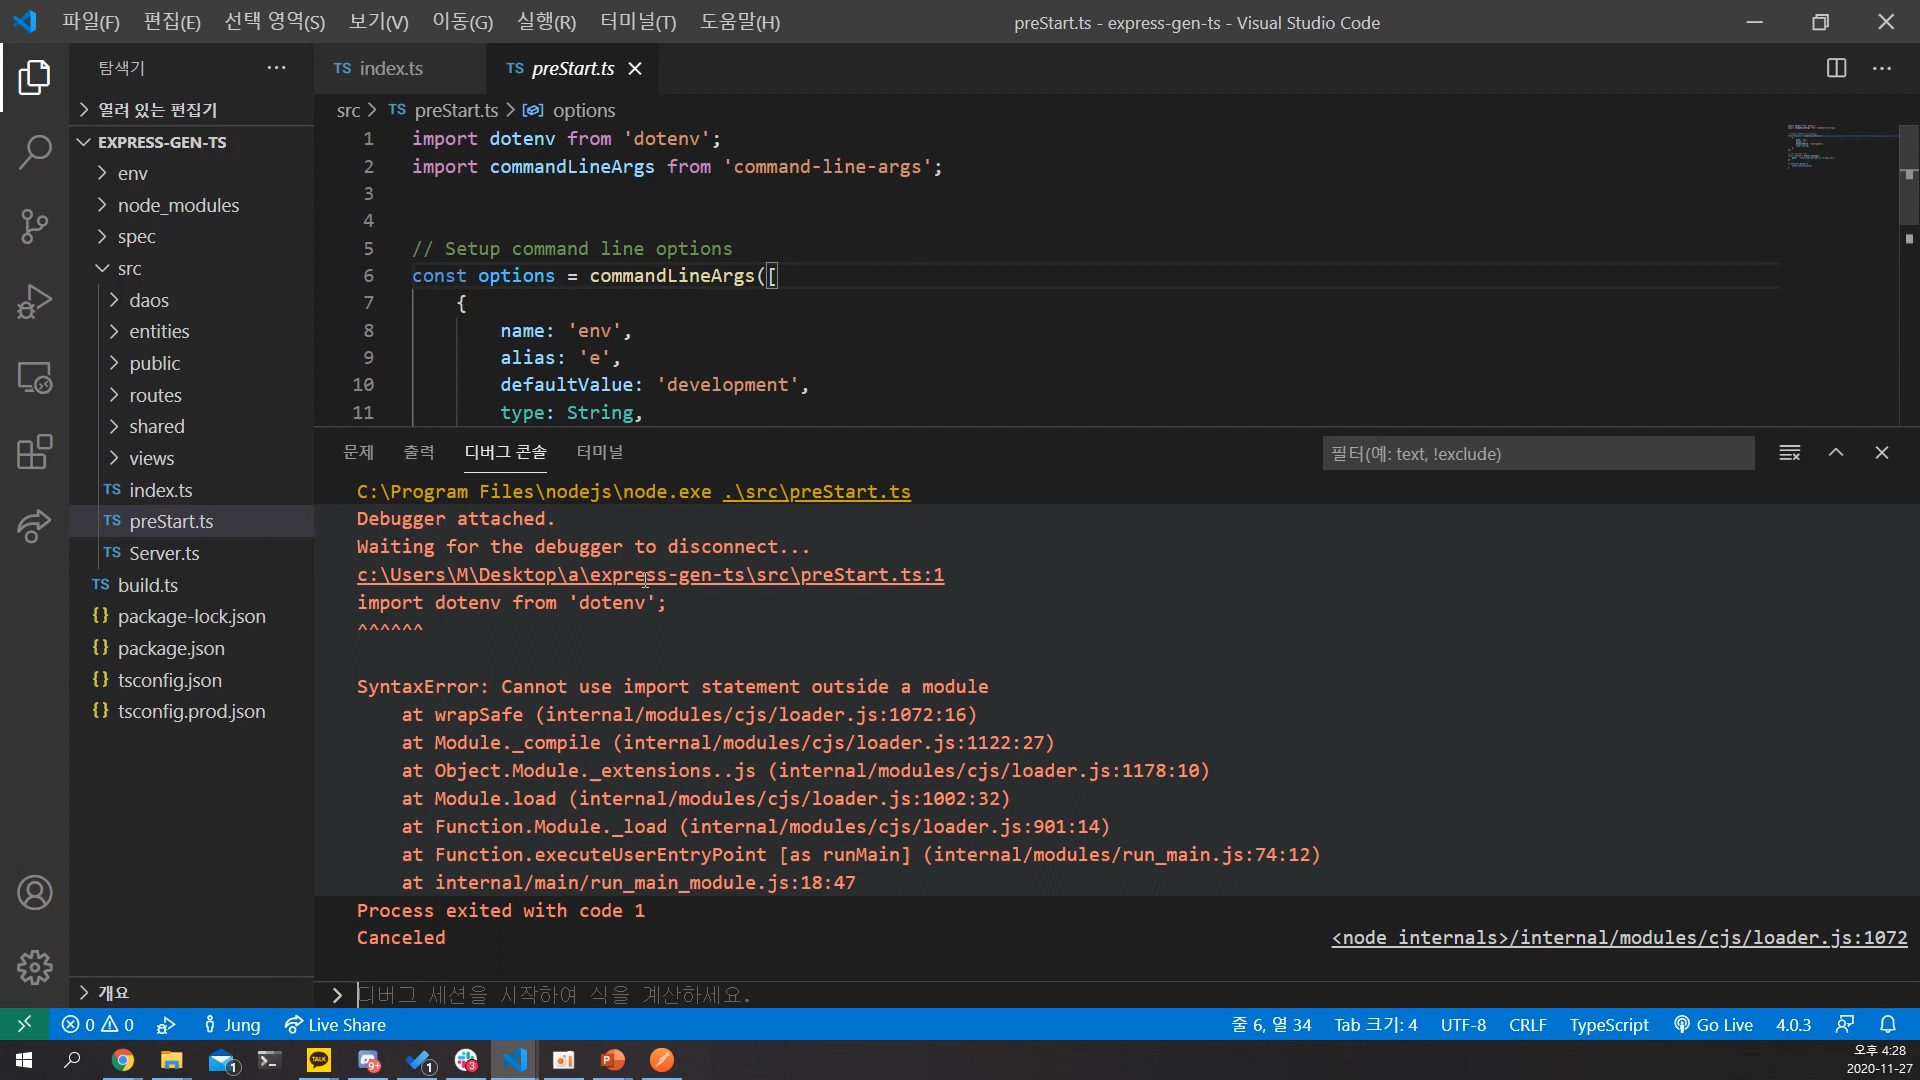 파일(F) 편집(E) 선택 영역(S) 보기(V) 이동(G) 실행(R) 터미널(T) 도움말(H)
preStart.ts - express-gen-ts - Visual Studio Code
탐색기
열려 있는 편집기
EXPRESS-GEN-TS
env
node_modules
spec
src
daos
entities
public
routes
shared
views
TS index.ts
TS preStart.ts
TS Server.ts
TS build.ts
{} package-lock.json
{} package.json
{} tsconfig.json
{} tsconfig.prod.json
개요
TS index.ts
TS preStart.ts
src > TS preStart.ts > options
1 import dotenv from 'dotenv';
2 import commandLineArgs from 'command-line-args';
3
4
5 // Setup command line options
6 const options = commandLineArgs([
7 {
8 name: 'env',
9 alias: 'e',
10 defaultValue: 'development',
11 type: String,
문제 출력 디버그 콘솔 터미널
필터(예: text, !exclude)
C:\Program Files\nodejs\node.exe .\src\preStart.ts
Debugger attached.
Waiting for the debugger to disconnect...
c:\Users\M\Desktop\a\express-gen-ts\src\preStart.ts:1
import dotenv from 'dotenv';
^^^^^^
SyntaxError: Cannot use import statement outside a module
at wrapSafe (internal/modules/cjs/loader.js:1072:16)
at Module._compile (internal/modules/cjs/loader.js:1122:27)
at Object.Module._extensions..js (internal/modules/cjs/loader.js:1178:10)
at Module.load (internal/modules/cjs/loader.js:1002:32)
at Function.Module._load (internal/modules/cjs/loader.js:901:14)
at Function.executeUserEntryPoint [as runMain] (internal/modules/run_main.js:74:12)
at internal/main/run_main_module.js:18:47
Process exited with code 1
Canceled
<node internals>/internal/modules/cjs/loader.js:1072
디버그 세션을 시작하여 식을 계산하세요.
0 0 Jung Live Share
줄 6, 열 34 Tab 크기: 4 UTF-8 CRLF TypeScript Go Live 4.0.3
1 TALK 9+ 1 3 P
오후 4:28
2020-11-27